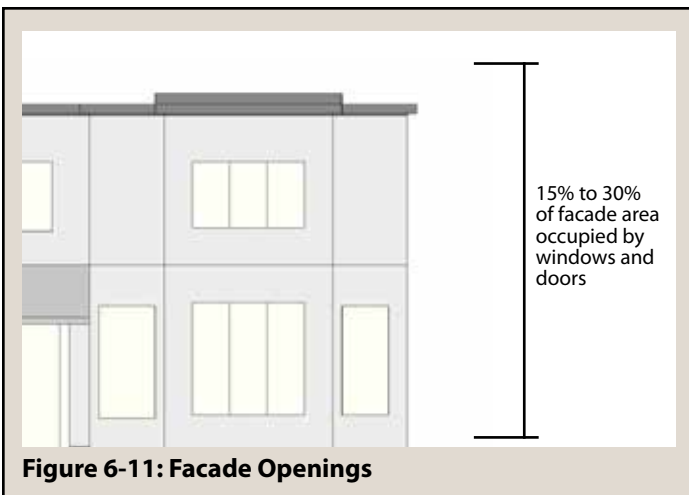 15% to 30%
of facade area
occupied by
windows and
doors
Figure 6-11: Facade Openings